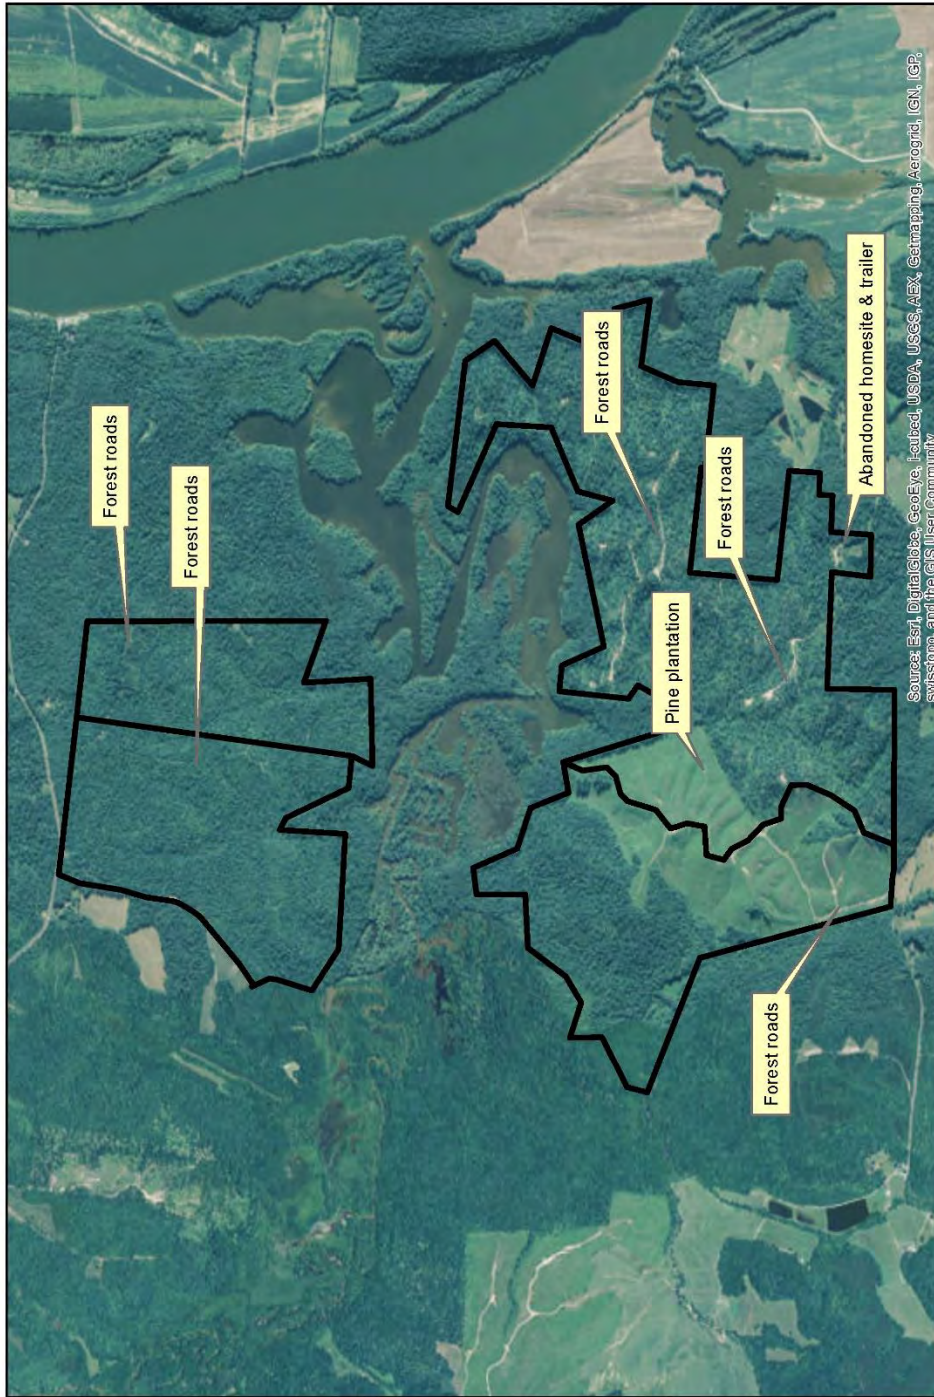 Forest roads
Forest roads
Forest roads
Forest roads
Pine plantation
Abandoned homesite & trailer
Forest roads
Source: Esri, DigitalGlobe, GeoEye, i-cubed, USDA, USGS, AEX, Getmapping, Aerogrid, IGN, IGP,
swisstopo, and the GIS User Community